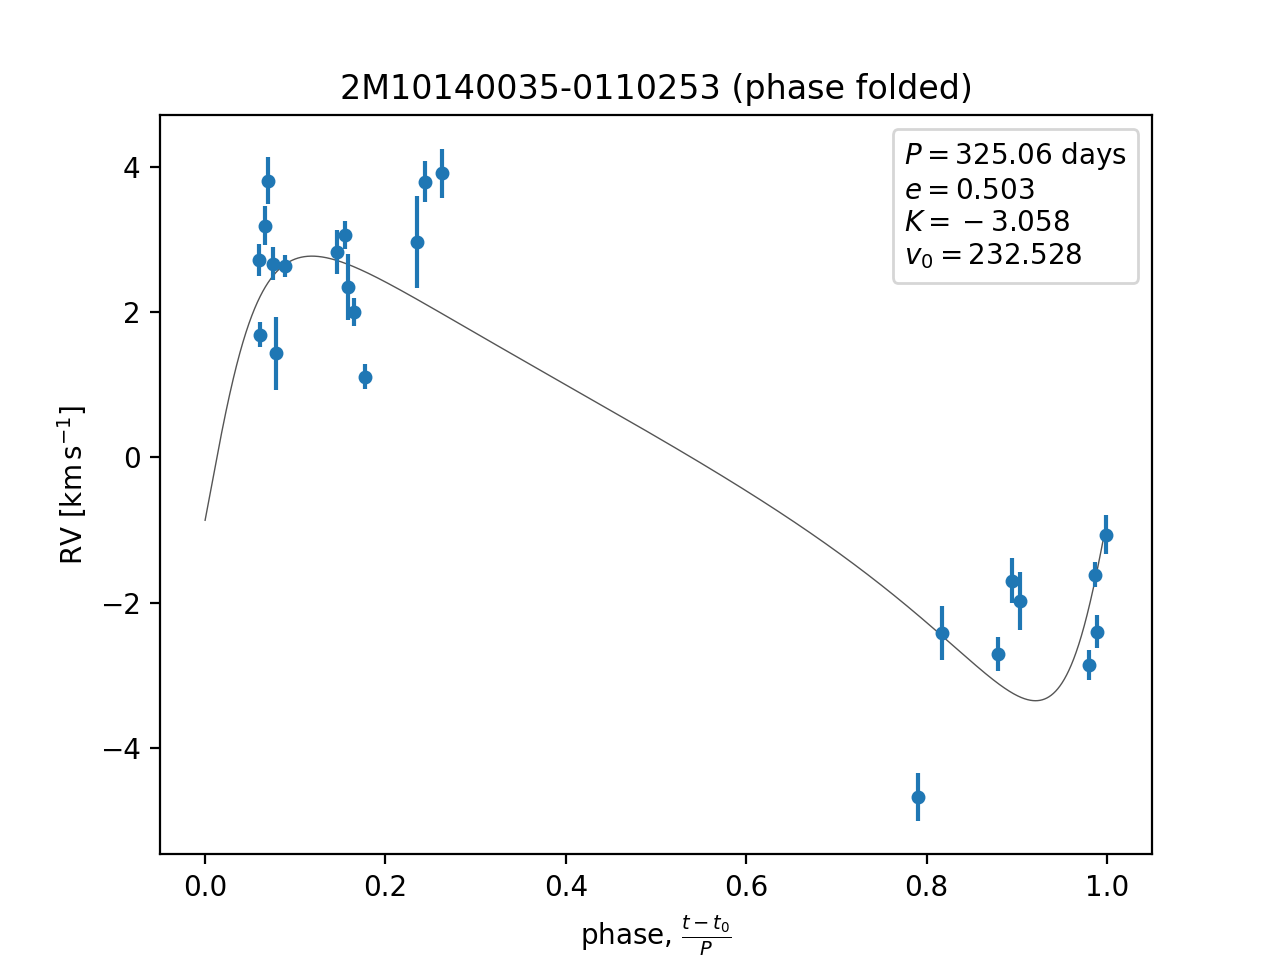 2M10140035-0110253 (phase folded)
P = 325.06 days
e = 0.503
K = − 3.058
v₀ = 232.528
4
2
0
−2
−4
RV [km s⁻¹]
0.0 0.2 0.4 0.6 0.8 1.0
phase, (t − t₀)/P